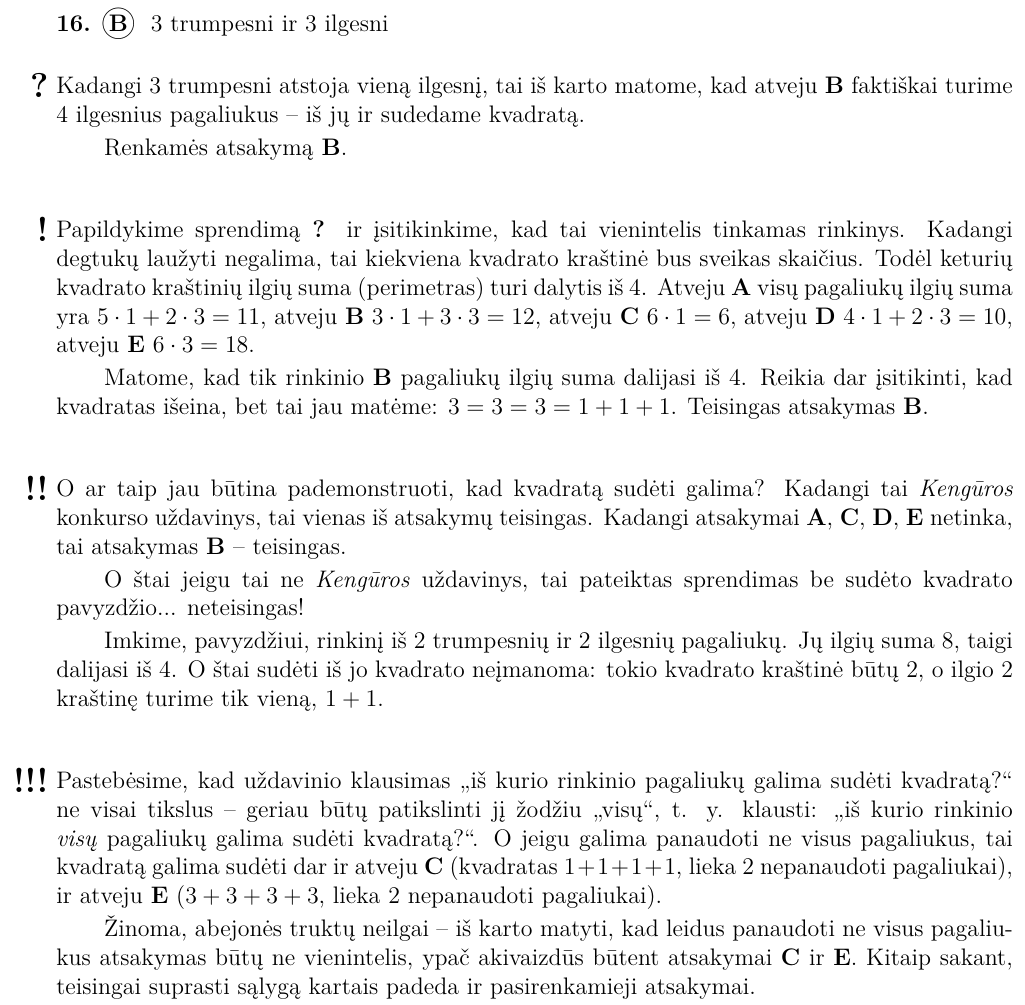 16. B 3 trumpesni ir 3 ilgesni
? Kadangi 3 trumpesni atstoja vieną ilgesnį, tai iš karto matome, kad atveju B faktiškai turime
4 ilgesnius pagaliukus – iš jų ir sudedame kvadratą.
Renkamės atsakymą B.
! Papildykime sprendimą ? ir įsitikinkime, kad tai vienintelis tinkamas rinkinys. Kadangi
degtukų laužyti negalima, tai kiekviena kvadrato kraštinė bus sveikas skaičius. Todėl keturių
kvadrato kraštinių ilgių suma (perimetras) turi dalytis iš 4. Atveju A visų pagaliukų ilgių suma
yra 5 · 1 + 2 · 3 = 11, atveju B 3 · 1 + 3 · 3 = 12, atveju C 6 · 1 = 6, atveju D 4 · 1 + 2 · 3 = 10,
atveju E 6 · 3 = 18.
Matome, kad tik rinkinio B pagaliukų ilgių suma dalijasi iš 4. Reikia dar įsitikinti, kad
kvadratas išeina, bet tai jau matėme: 3 = 3 = 3 = 1 + 1 + 1. Teisingas atsakymas B.
!! O ar taip jau būtina pademonstruoti, kad kvadratą sudėti galima? Kadangi tai Kengūros
konkurso uždavinys, tai vienas iš atsakymų teisingas. Kadangi atsakymai A, C, D, E netinka,
tai atsakymas B – teisingas.
O štai jeigu tai ne Kengūros uždavinys, tai pateiktas sprendimas be sudėto kvadrato
pavyzdžio... neteisingas!
Imkime, pavyzdžiui, rinkinį iš 2 trumpesnių ir 2 ilgesnių pagaliukų. Jų ilgių suma 8, taigi
dalijasi iš 4. O štai sudėti iš jo kvadrato neįmanoma: tokio kvadrato kraštinė būtų 2, o ilgio 2
kraštinę turime tik vieną, 1 + 1.
!!! Pastebėsime, kad uždavinio klausimas „iš kurio rinkinio pagaliukų galima sudėti kvadratą?“
ne visai tikslus – geriau būtų patikslinti jį žodžiu „visų“, t. y. klausti: „iš kurio rinkinio
visų pagaliukų galima sudėti kvadratą?“. O jeigu galima panaudoti ne visus pagaliukus, tai
kvadratą galima sudėti dar ir atveju C (kvadratas 1+1+1+1, lieka 2 nepanaudoti pagaliukai),
ir atveju E (3 + 3 + 3 + 3, lieka 2 nepanaudoti pagaliukai).
Žinoma, abejonės truktų neilgai – iš karto matyti, kad leidus panaudoti ne visus pagaliu-
kus atsakymas būtų ne vienintelis, ypač akivaizdūs būtent atsakymai C ir E. Kitaip sakant,
teisingai suprasti sąlygą kartais padeda ir pasirenkamieji atsakymai.